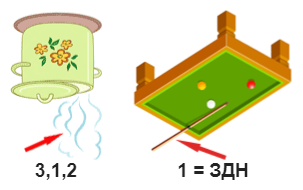 3,1,2
1 = ЗДН